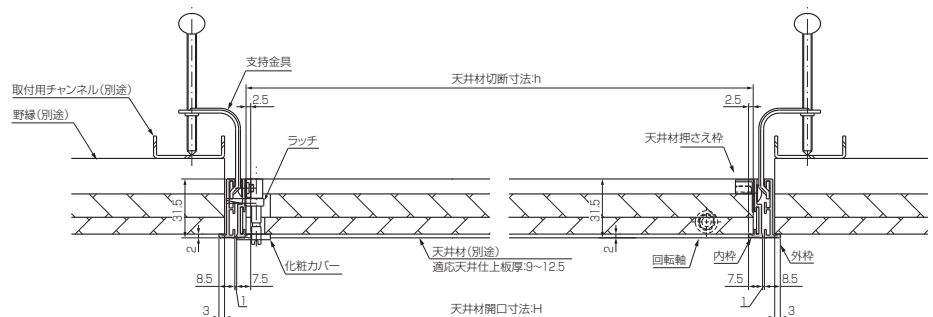 支持金具
取付用チャンネル(別途)
野縁(別途)
天井材切断寸法:h
2.5
2.5
ラッチ
天井材押さえ枠
31.5
31.5
2
2
天井材(別途)
適応天井仕上板厚:9~12.5
化粧カバー
回転軸
内枠
外枠
8.5
7.5
7.5
8.5
1
1
3
天井材開口寸法:H
3